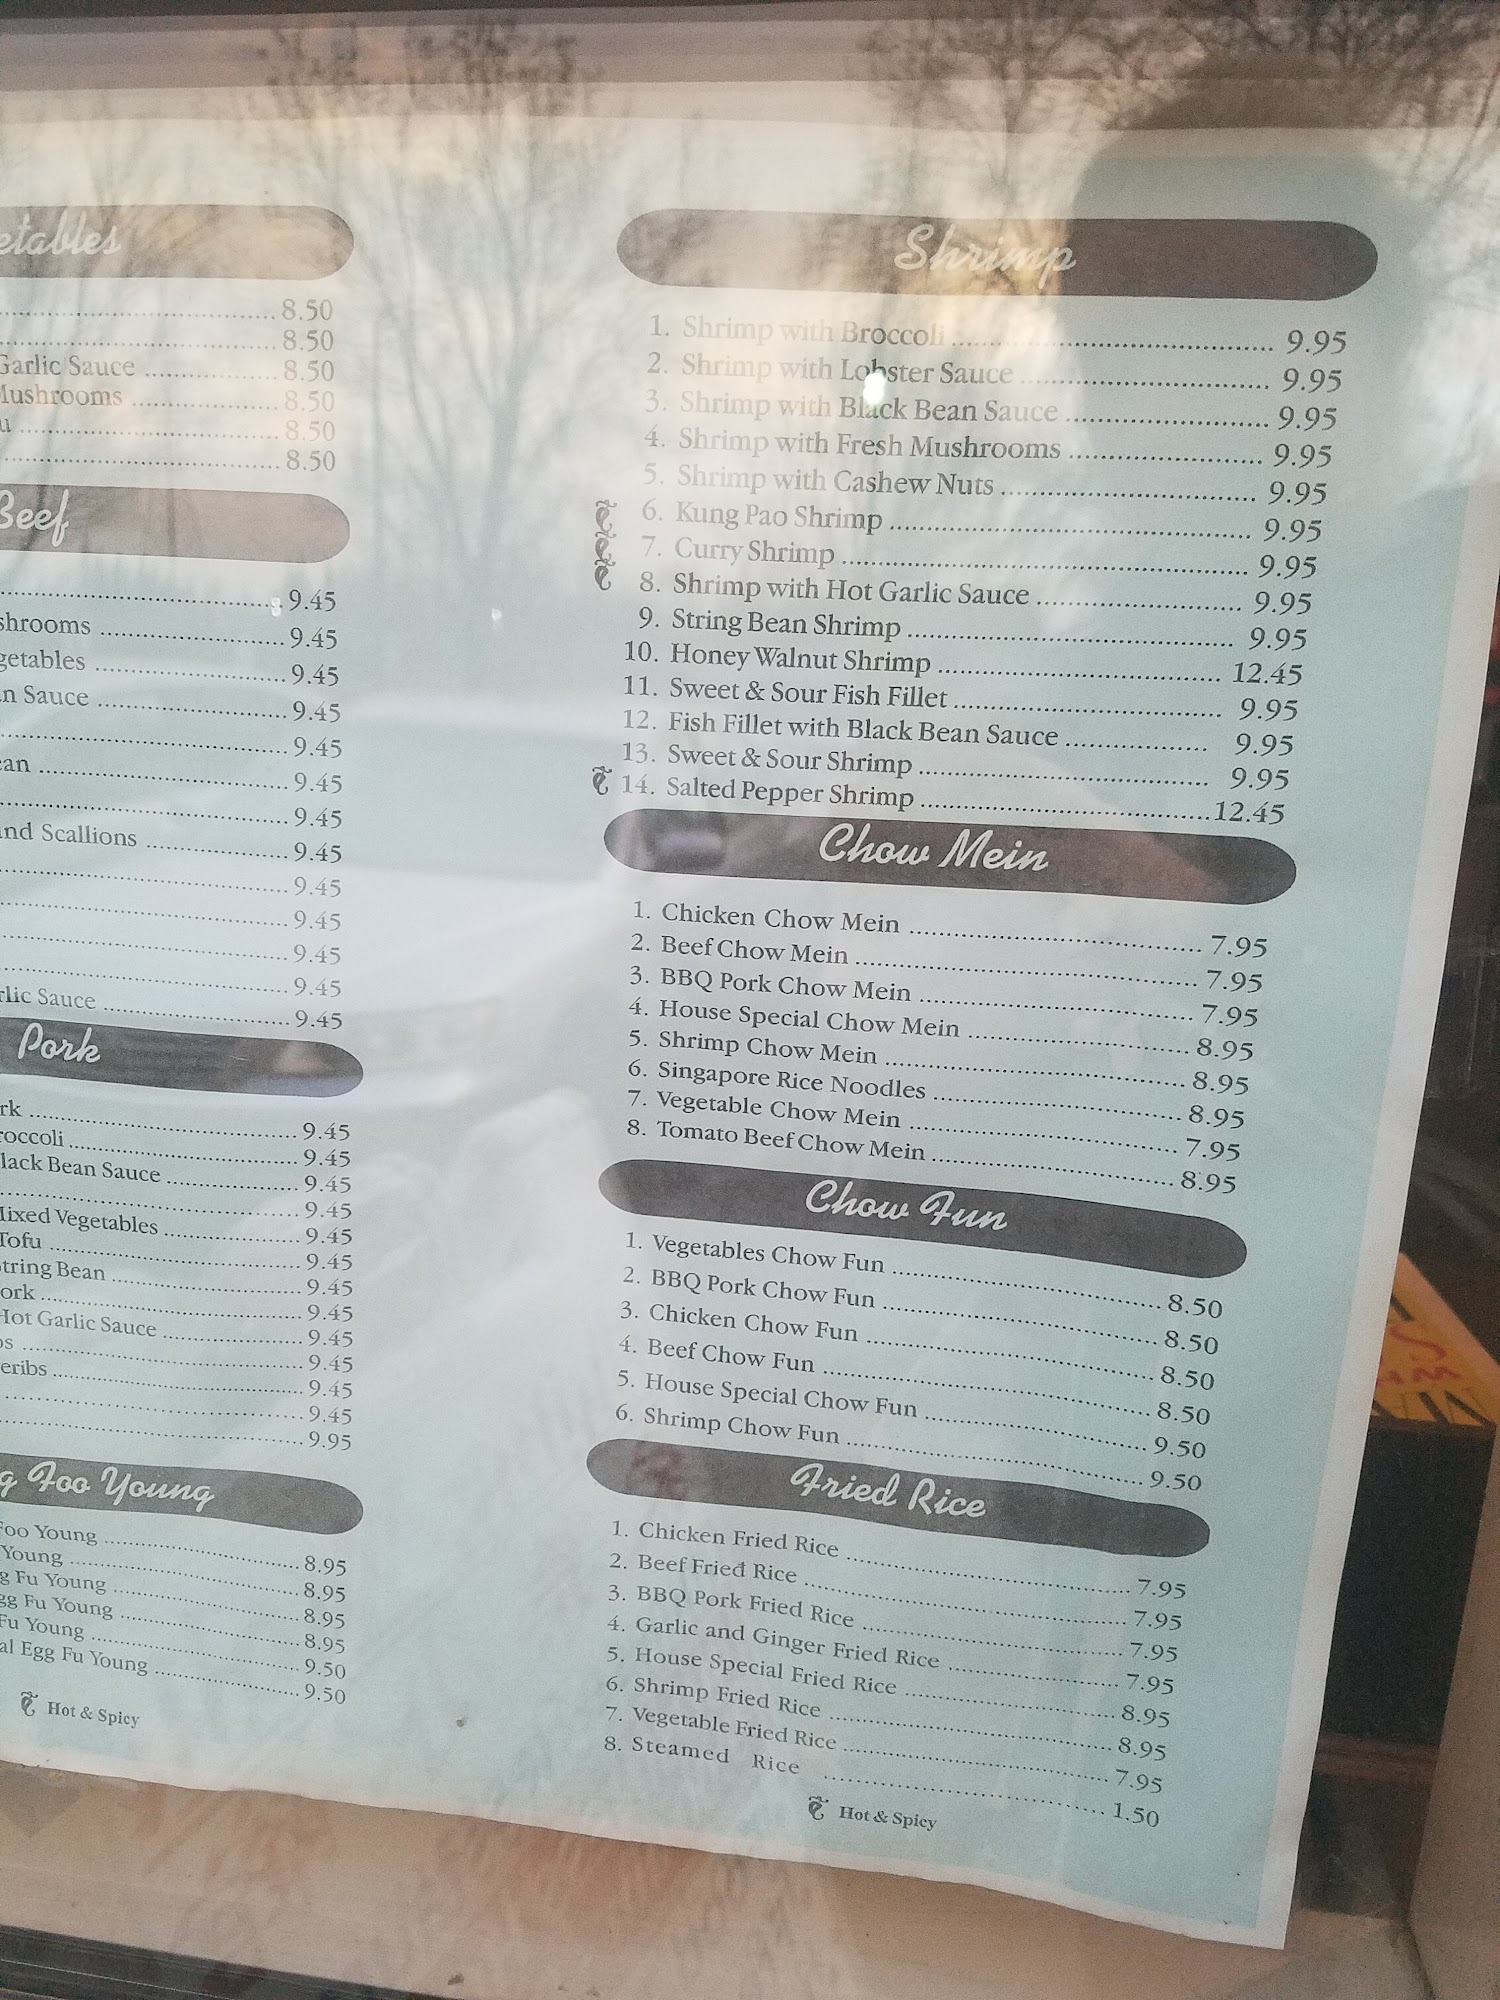 etables
8.50
8.50
Garlic Sauce 8.50
Mushrooms 8.50
u 8.50
8.50
Beef
9.45
shrooms 9.45
getables 9.45
n Sauce 9.45
9.45
ean 9.45
9.45
and Scallions 9.45
9.45
9.45
9.45
9.45
rlic Sauce 9.45
Pork
rk 9.45
roccoli 9.45
lack Bean Sauce 9.45
9.45
Mixed Vegetables 9.45
Tofu 9.45
tring Bean 9.45
ork 9.45
Hot Garlic Sauce 9.45
os 9.45
eribs 9.45
9.45
9.95
g Foo Young
Foo Young 8.95
Young 8.95
g Fu Young 8.95
gg Fu Young 8.95
Fu Young 9.50
al Egg Fu Young 9.50
Hot & Spicy
Shrimp
1. Shrimp with Broccoli 9.95
2. Shrimp with Lobster Sauce 9.95
3. Shrimp with Black Bean Sauce 9.95
4. Shrimp with Fresh Mushrooms 9.95
5. Shrimp with Cashew Nuts 9.95
6. Kung Pao Shrimp 9.95
7. Curry Shrimp 9.95
8. Shrimp with Hot Garlic Sauce 9.95
9. String Bean Shrimp 9.95
10. Honey Walnut Shrimp 12.45
11. Sweet & Sour Fish Fillet 9.95
12. Fish Fillet with Black Bean Sauce 9.95
13. Sweet & Sour Shrimp 9.95
14. Salted Pepper Shrimp 12.45
Chow Mein
1. Chicken Chow Mein 7.95
2. Beef Chow Mein 7.95
3. BBQ Pork Chow Mein 7.95
4. House Special Chow Mein 8.95
5. Shrimp Chow Mein 8.95
6. Singapore Rice Noodles 8.95
7. Vegetable Chow Mein 7.95
8. Tomato Beef Chow Mein 8.95
Chow Fun
1. Vegetables Chow Fun 8.50
2. BBQ Pork Chow Fun 8.50
3. Chicken Chow Fun 8.50
4. Beef Chow Fun 8.50
5. House Special Chow Fun 9.50
6. Shrimp Chow Fun 9.50
Fried Rice
1. Chicken Fried Rice 7.95
2. Beef Fried Rice 7.95
3. BBQ Pork Fried Rice 7.95
4. Garlic and Ginger Fried Rice 7.95
5. House Special Fried Rice 8.95
6. Shrimp Fried Rice 8.95
7. Vegetable Fried Rice 7.95
8. Steamed Rice 1.50
Hot & Spicy